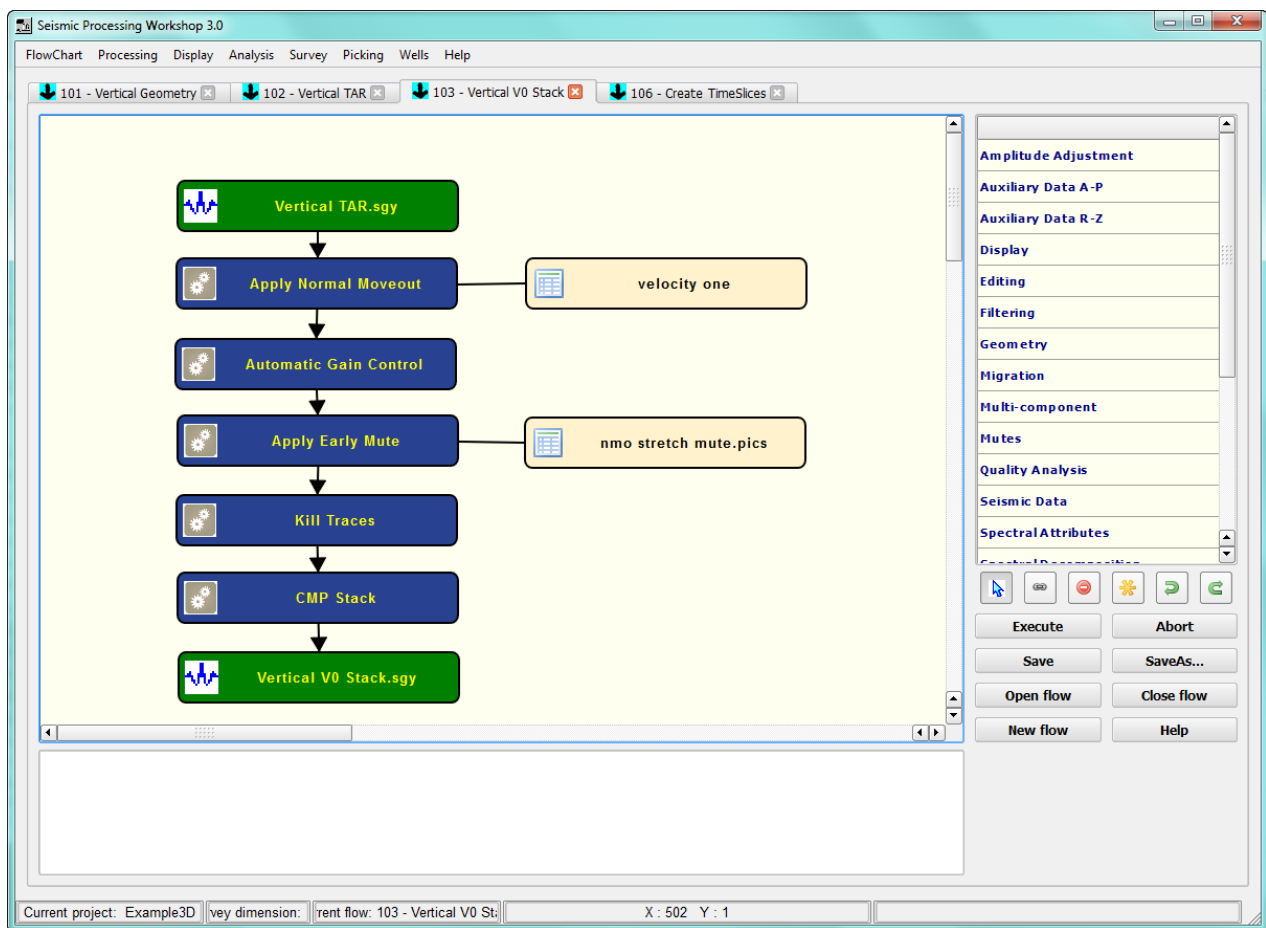 Seismic Processing Workshop 3.0
FlowChart Processing Display Analysis Survey Picking Wells Help
101 - Vertical Geometry 102 - Vertical TAR 103 - Vertical V0 Stack 106 - Create TimeSlices
Vertical TAR.sgy
Apply Normal Moveout velocity one
Automatic Gain Control
Apply Early Mute nmo stretch mute.pics
Kill Traces
CMP Stack
Vertical V0 Stack.sgy
Amplitude Adjustment
Auxiliary Data A-P
Auxiliary Data R-Z
Display
Editing
Filtering
Geometry
Migration
Multi-component
Mutes
Quality Analysis
Seismic Data
Spectral Attributes
Execute Abort
Save SaveAs...
Open flow Close flow
New flow Help
Current project: Example3D vey dimension: rent flow: 103 - Vertical V0 X : 502 Y : 1